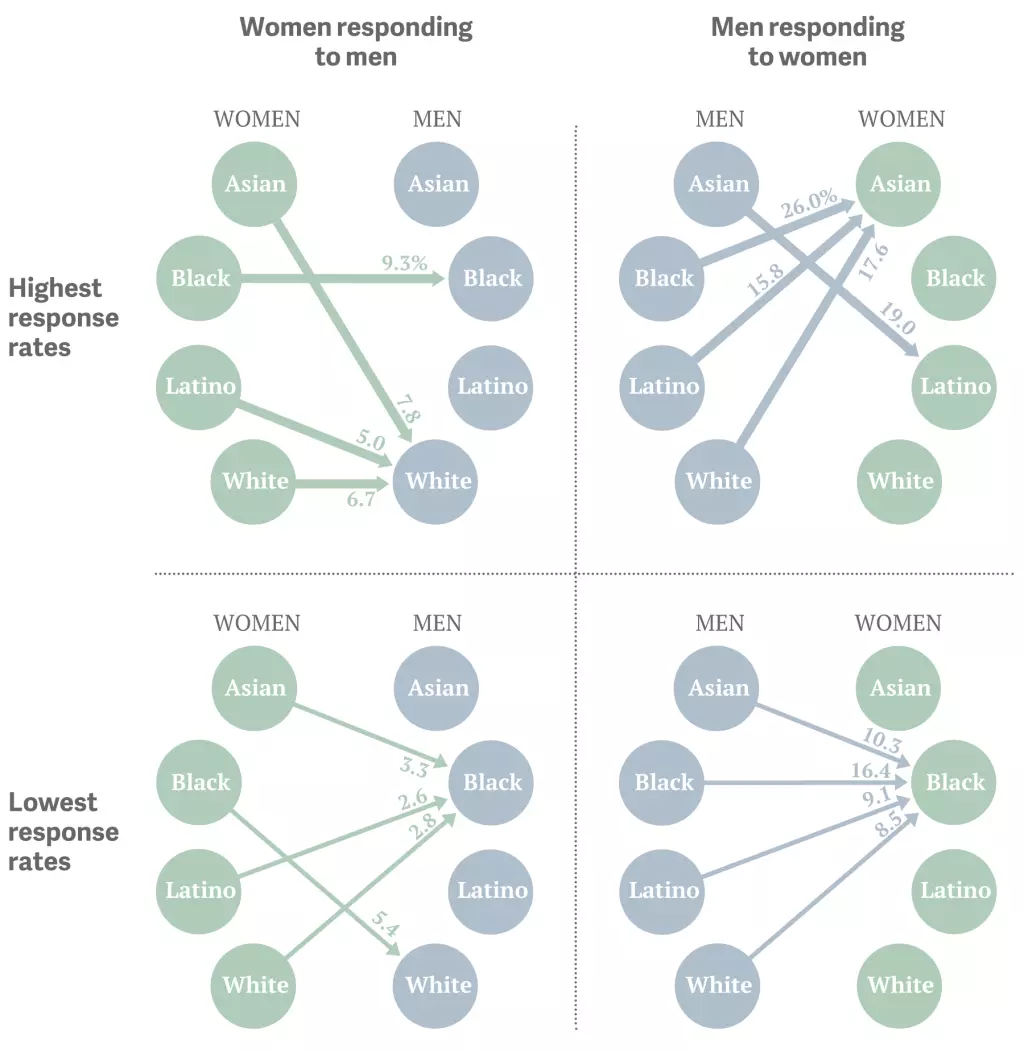 Women responding
to men
Men responding
to women
Highest
response
rates
WOMEN MEN
Asian Asian
Black 9.3% Black
Latino Latino
7.8
5.0
White White
6.7
MEN WOMEN
Asian Asian
26.0%
Black Black
15.8
17.6
19.0
Latino Latino
White White
Lowest
response
rates
WOMEN MEN
Asian Asian
3.3
Black Black
2.6
2.8
Latino Latino
5.4
White White
MEN WOMEN
Asian Asian
10.3
Black 16.4 Black
9.1
8.5
Latino Latino
White White